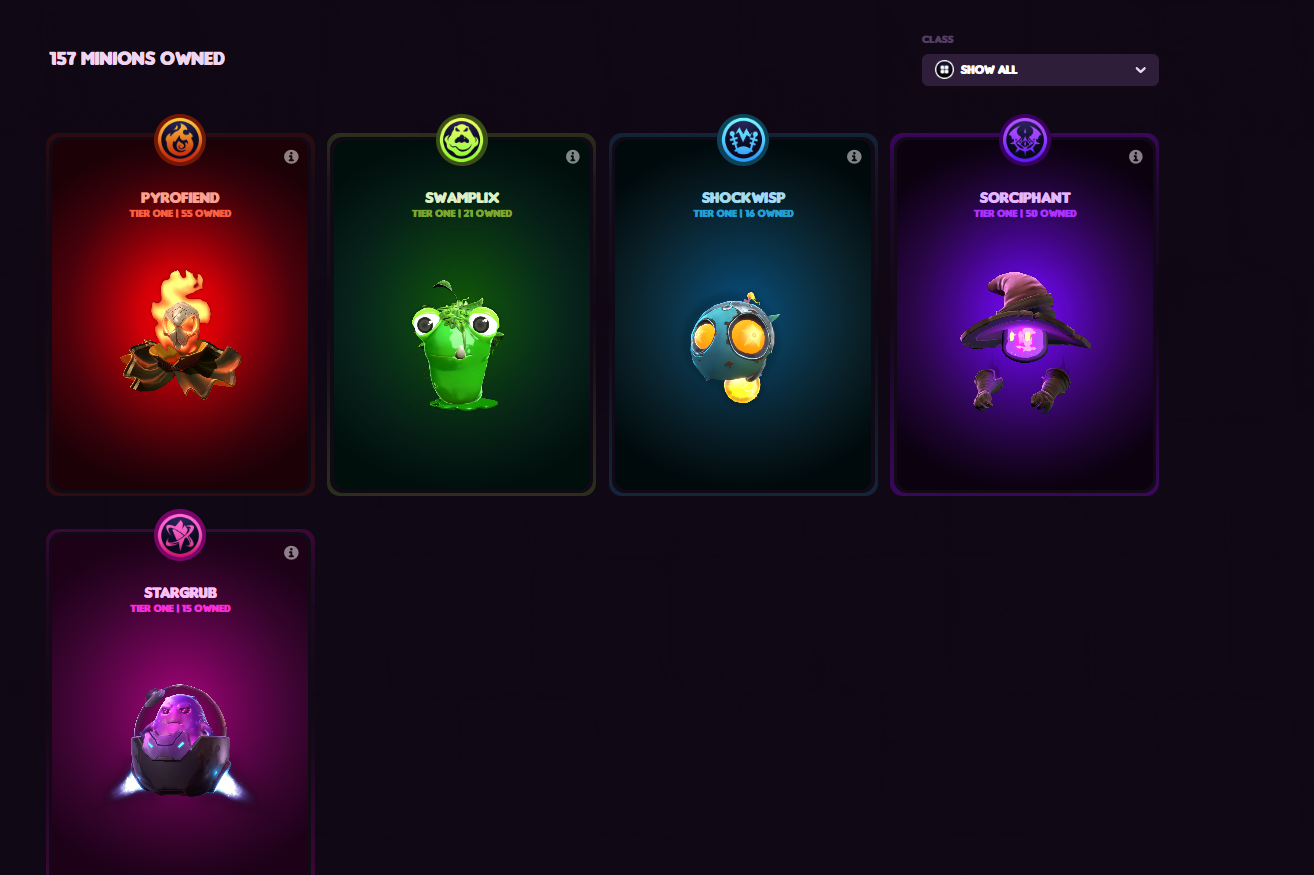 157 MINIONS OWNED
CLASS
SHOW ALL
PYROFIEND
TIER ONE | 55 OWNED
SWAMPLIX
TIER ONE | 21 OWNED
SHOCKWISP
TIER ONE | 16 OWNED
SORCIPHANT
TIER ONE | 50 OWNED
STARGRUB
TIER ONE | 15 OWNED